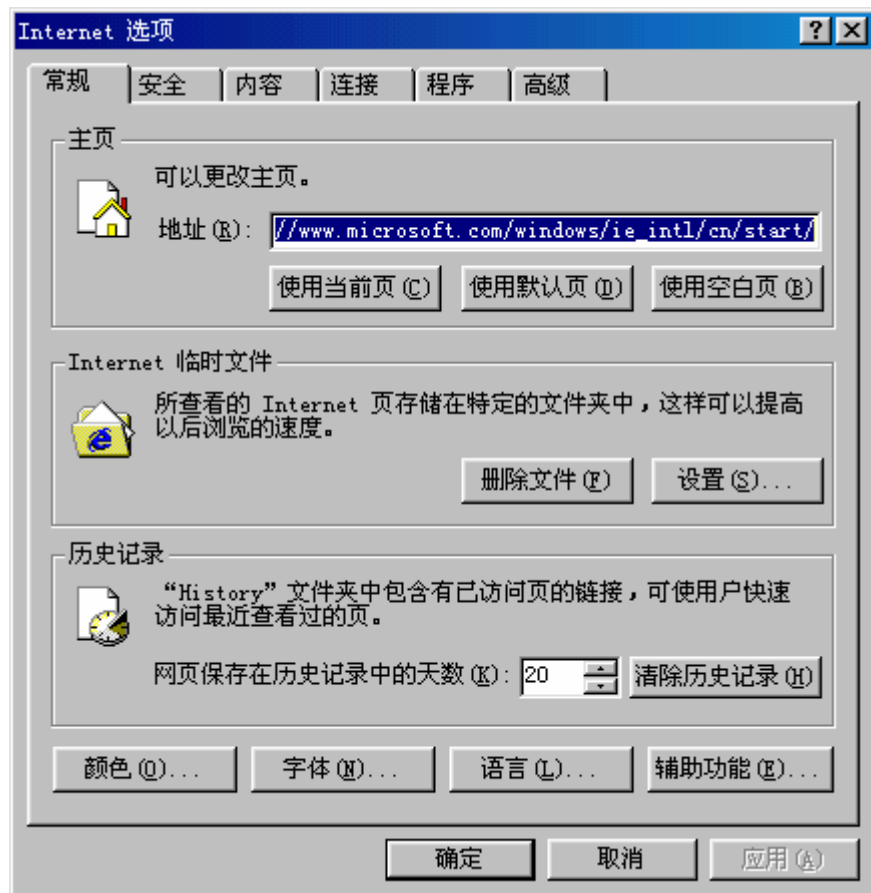 Internet 选项
常规 安全 内容 连接 程序 高级
主页
可以更改主页。
地址(R): //www.microsoft.com/windows/ie_intl/cn/start/
使用当前页(C) 使用默认页(D) 使用空白页(B)
Internet 临时文件
所查看的 Internet 页存储在特定的文件夹中，这样可以提高
以后浏览的速度。
删除文件(F) 设置(S)...
历史记录
“History”文件夹中包含有已访问页的链接，可使用户快速
访问最近查看过的页。
网页保存在历史记录中的天数(K): 20 清除历史记录(H)
颜色(O)... 字体(N)... 语言(L)... 辅助功能(E)...
确定 取消 应用(A)